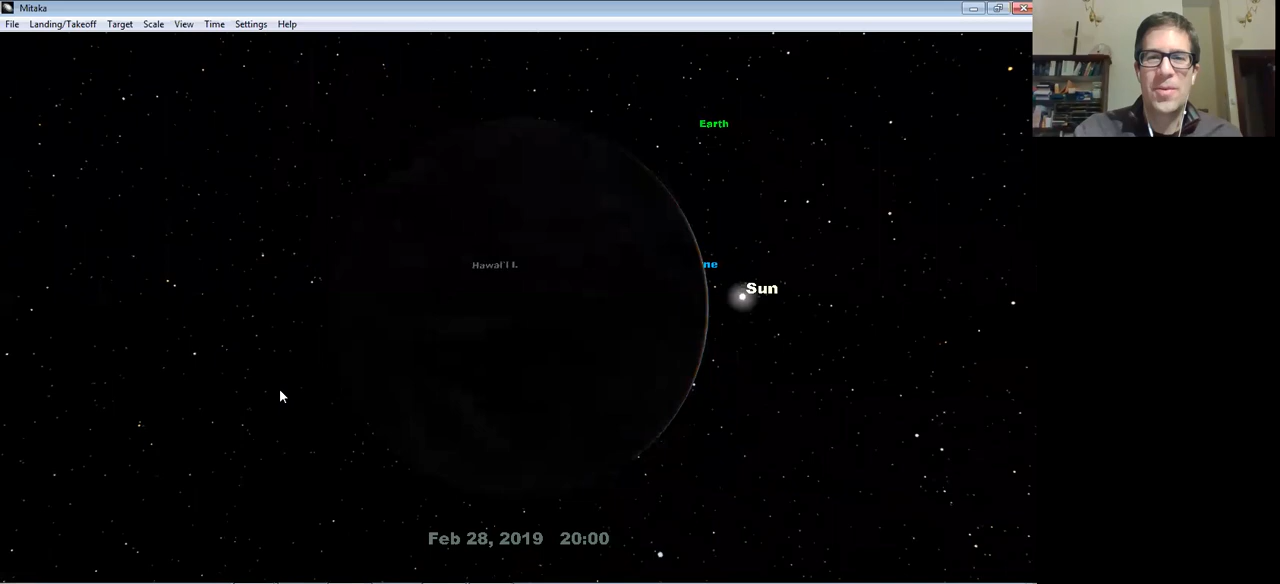 Mitaka
File Landing/Takeoff Target Scale View Time Settings Help
Earth
Hawai'i I.
ne
Sun
Feb 28, 2019 20:00